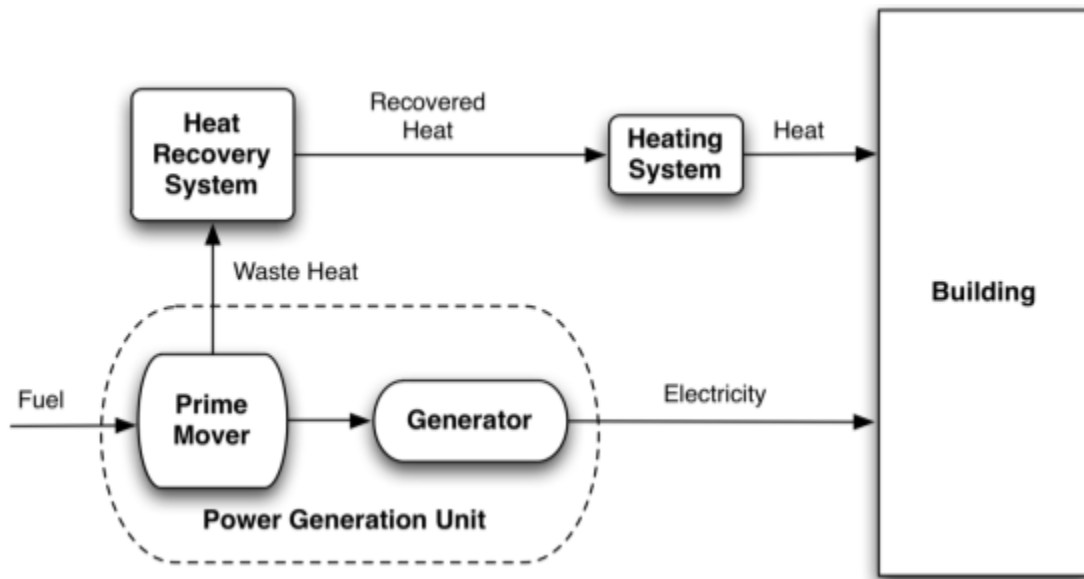 Heat
Recovery
System
Recovered
Heat
Heating
System
Heat
Waste Heat
Building
Fuel
Prime
Mover
Generator
Electricity
Power Generation Unit